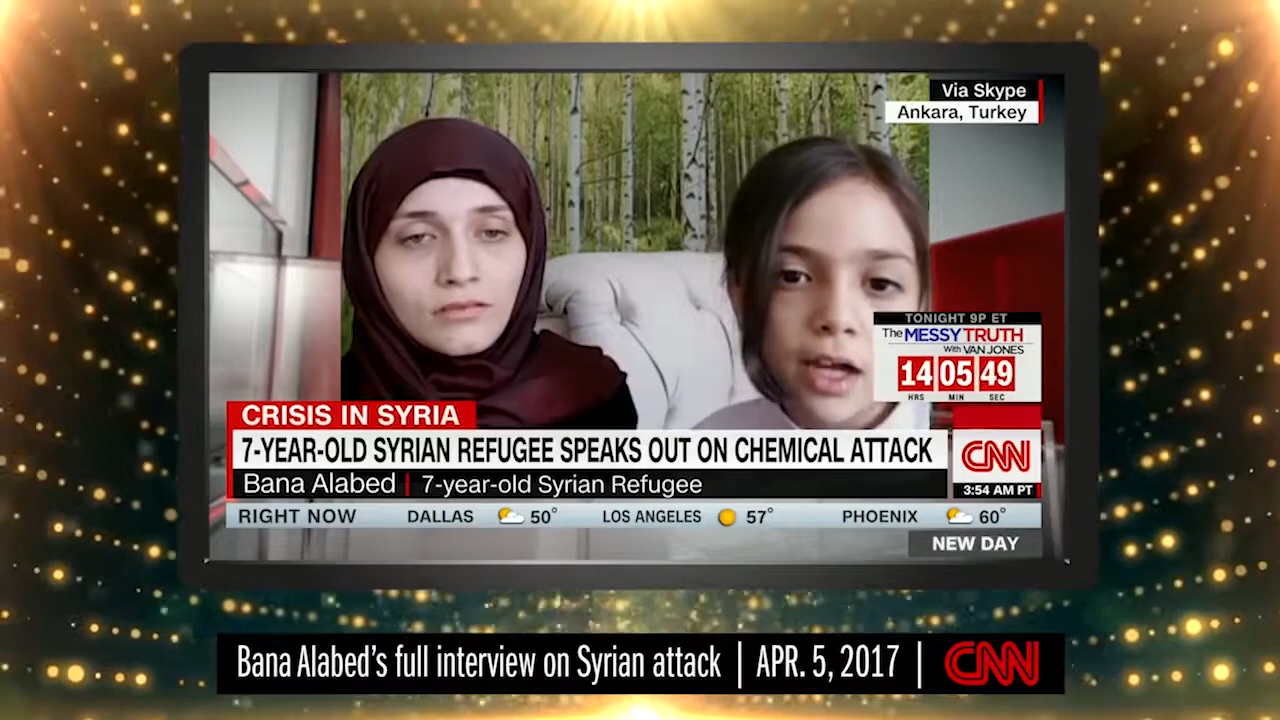 Via Skype
Ankara, Turkey
TONIGHT 9P ET
The MESSY TRUTH
With VAN JONES
14 05 49
HRS MIN SEC
CRISIS IN SYRIA
7-YEAR-OLD SYRIAN REFUGEE SPEAKS OUT ON CHEMICAL ATTACK
Bana Alabed | 7-year-old Syrian Refugee
CNN
3:54 AM PT
RIGHT NOW DALLAS 50° LOS ANGELES 57° PHOENIX 60°
NEW DAY
Bana Alabed's full interview on Syrian attack | APR. 5, 2017 | CNN